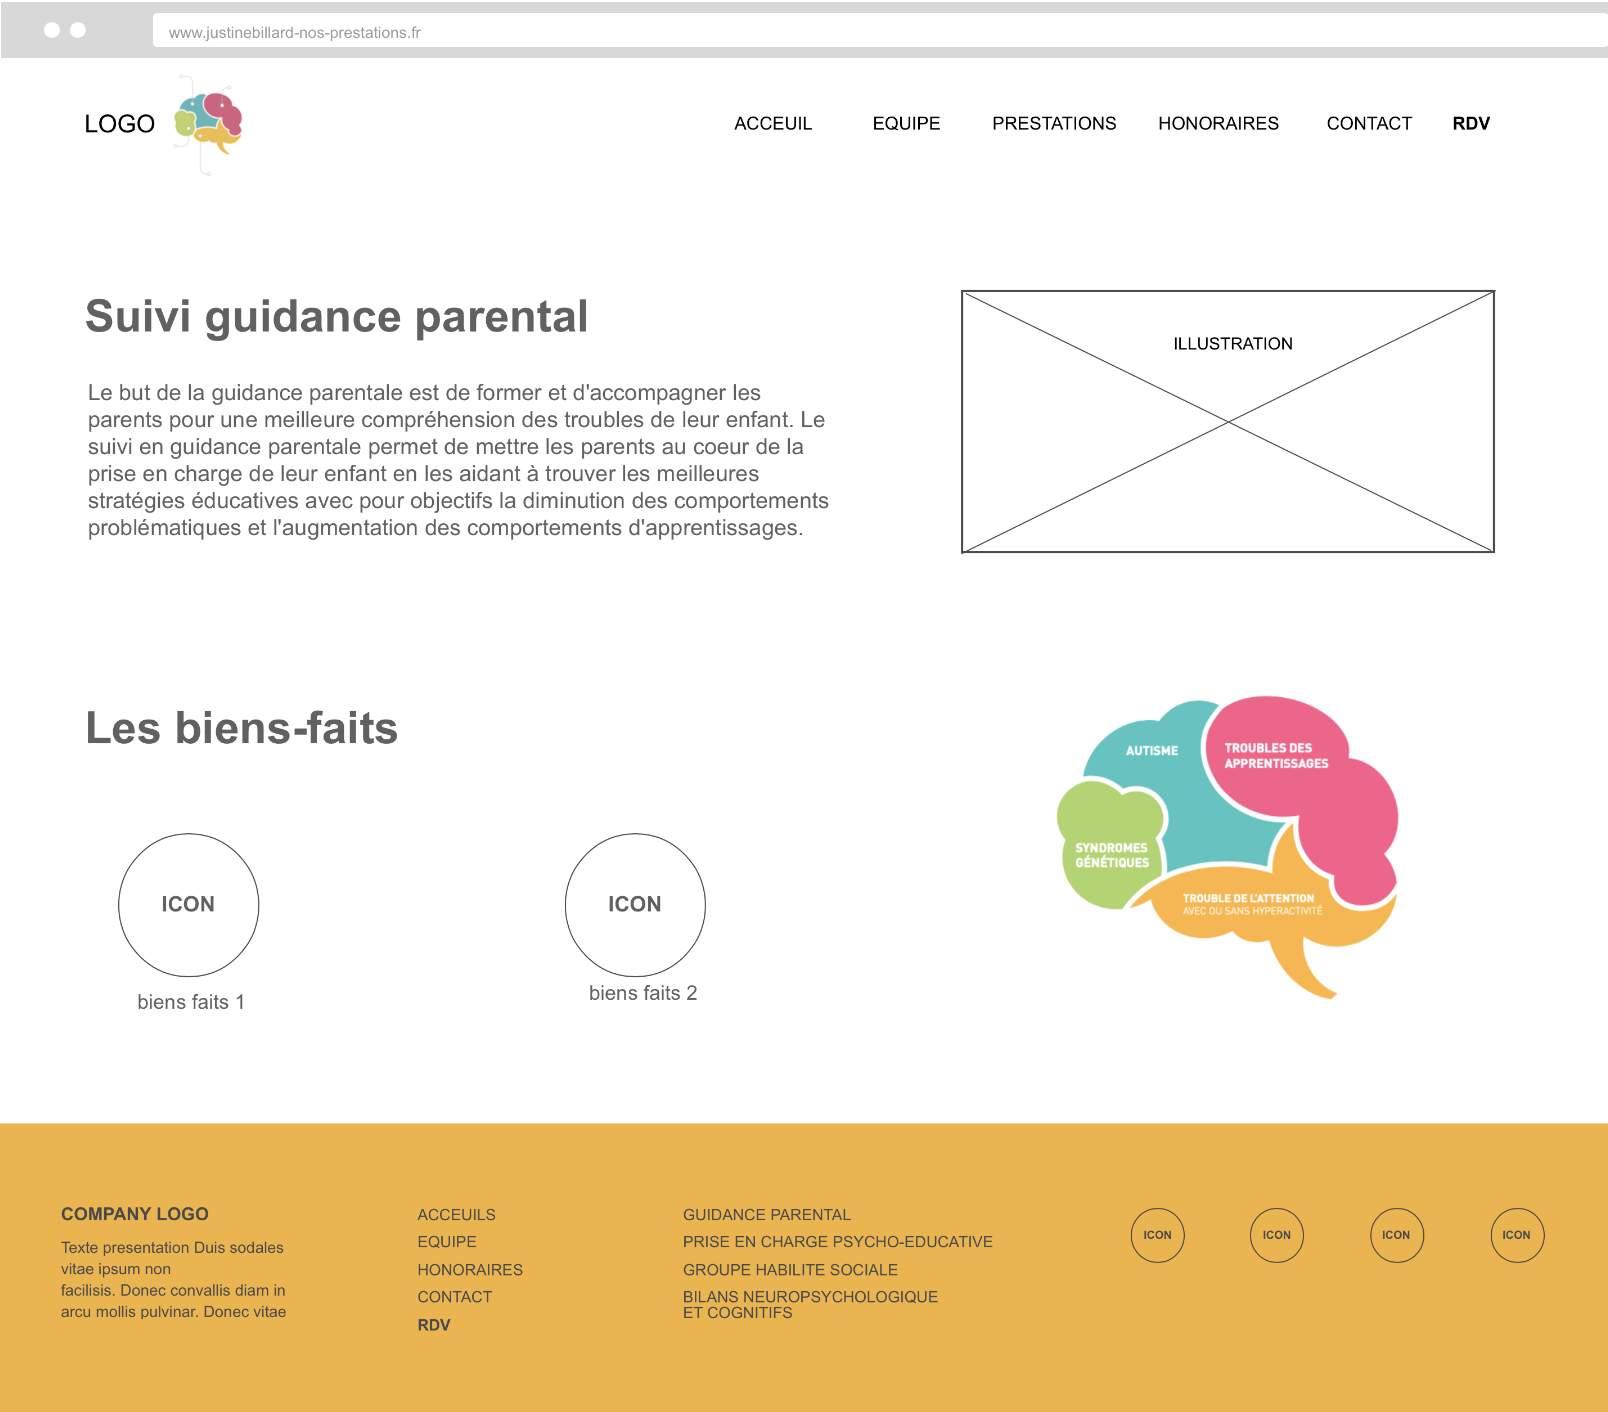 www.justinebillard-nos-prestations.fr
LOGO
ACCEUIL
EQUIPE
PRESTATIONS
HONORAIRES
CONTACT
RDV
Suivi guidance parental
Le but de la guidance parentale est de former et d'accompagner les
parents pour une meilleure compréhension des troubles de leur enfant. Le
suivi en guidance parentale permet de mettre les parents au coeur de la
prise en charge de leur enfant en les aidant à trouver les meilleures
stratégies éducatives avec pour objectifs la diminution des comportements
problématiques et l'augmentation des comportements d'apprentissages.
ILLUSTRATION
Les biens-faits
ICON
biens faits 1
ICON
biens faits 2
AUTISME
TROUBLES DES
APPRENTISSAGES
SYNDROMES
GÉNÉTIQUES
TROUBLE DE L'ATTENTION
AVEC OU SANS HYPERACTIVITÉ
COMPANY LOGO
Texte presentation Duis sodales
vitae ipsum non
facilisis. Donec convallis diam in
arcu mollis pulvinar. Donec vitae
ACCEUILS
EQUIPE
HONORAIRES
CONTACT
RDV
GUIDANCE PARENTAL
PRISE EN CHARGE PSYCHO-EDUCATIVE
GROUPE HABILITE SOCIALE
BILANS NEUROPSYCHOLOGIQUE
ET COGNITIFS
ICON
ICON
ICON
ICON